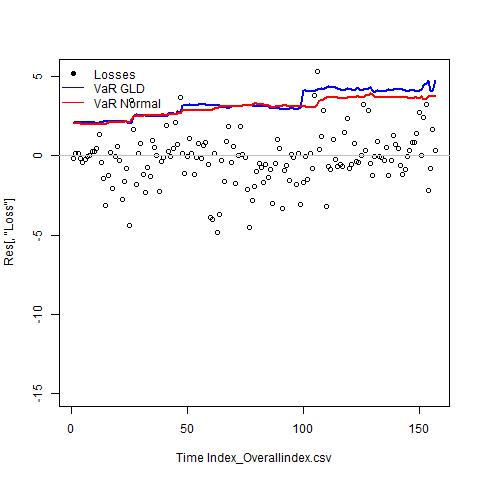 Losses
VaR GLD
VaR Normal
5
0
-5
-10
-15
Res[, "Loss"]
0 50 100 150
Time Index_Overallindex.csv